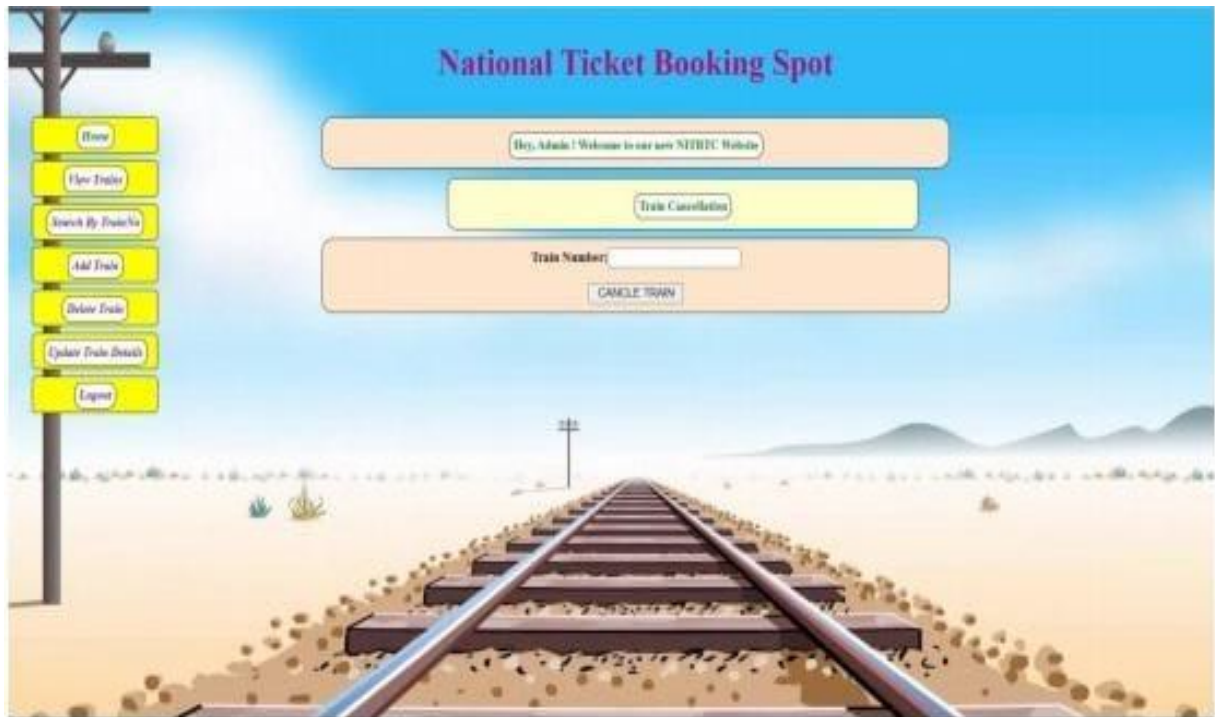 National Ticket Booking Spot
Home
View Trains
Search By TrainNo
Add Train
Delete Train
Update Train Details
Logout
Hey, Admin ! Welcome to our new NITRTC Website
Train Cancellation
Train Number:
CANCLE TRAIN